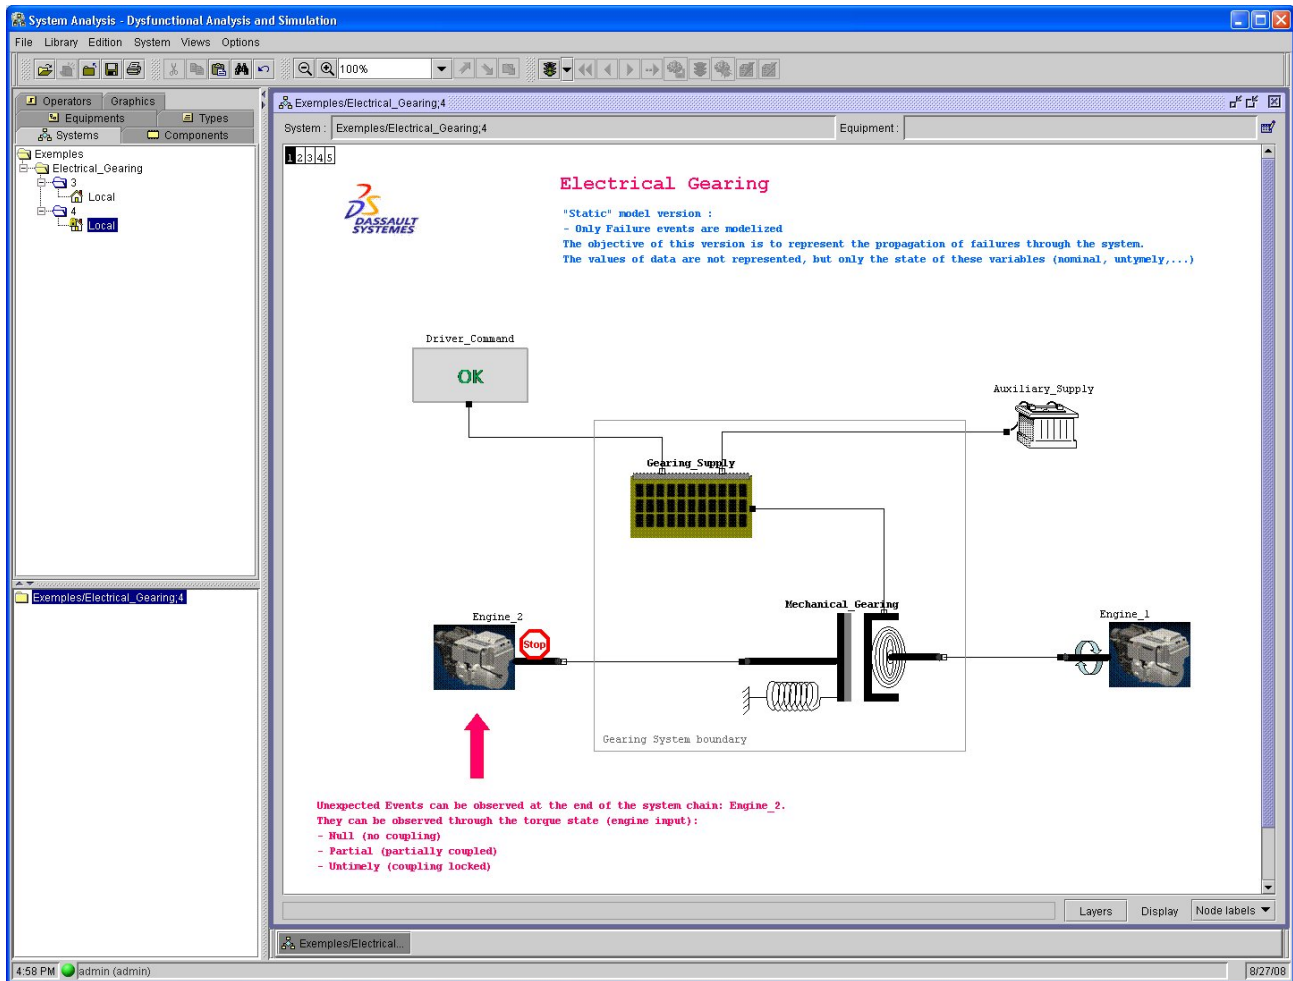 System Analysis - Dysfunctional Analysis and Simulation
File Library Edition System Views Options
100%
Operators Graphics
Equipments Types
Systems Components
Exemples
Electrical_Gearing
3
Local
4
Local
Exemples/Electrical_Gearing;4
Exemples/Electrical_Gearing;4
System : Exemples/Electrical_Gearing;4 Equipment :
1 2 3 4 5
DASSAULT
SYSTEMES
Electrical Gearing
"Static" model version :
- Only Failure events are modelized
The objective of this version is to represent the propagation of failures through the system.
The values of data are not represented, but only the state of these variables (nominal, untymely,...)
Driver_Command
OK
Auxiliary_Supply
Gearing_Supply
Mechanical_Gearing
Engine_2
Stop
Engine_1
Gearing System boundary
Unexpected Events can be observed at the end of the system chain: Engine_2.
They can be observed through the torque state (engine input):
- Null (no coupling)
- Partial (partially coupled)
- Untimely (coupling locked)
Layers Display Node labels
Exemples/Electrical...
4:58 PM admin (admin) 8/27/08